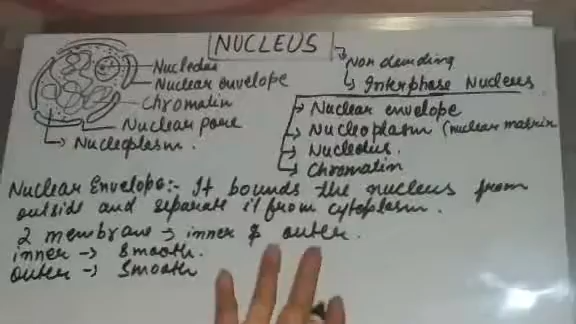 NUCLEUS
Non dividing
Interphase Nucleus
Nucleolus
Nuclear envelope
Chromatin
Nuclear pore
Nucleoplasm.
Nuclear envelope
Nucleoplasm (nuclear matrix
Nucleolus.
Chromatin
Nuclear Envelope:- It bounds the nucleus from
outside and separate it from cytoplasm.
2 membrane → inner & outer.
inner → Smooth.
outer → Smooth